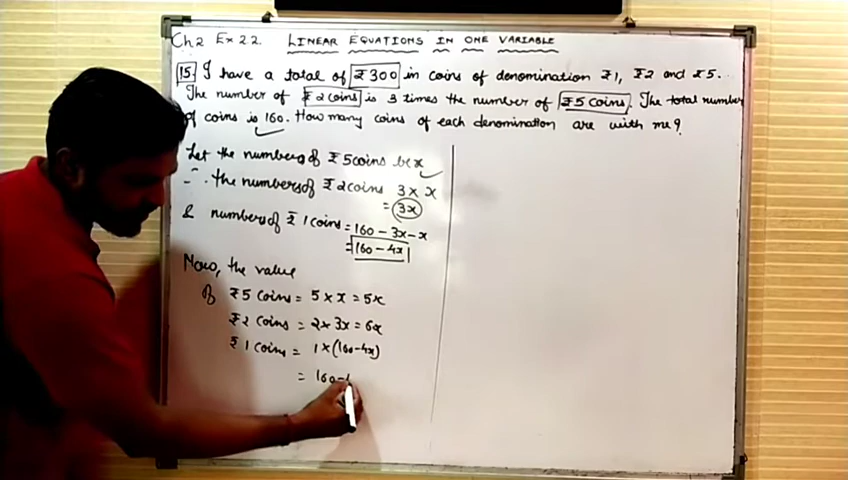 Ch2 Ex 2.2. LINEAR EQUATIONS IN ONE VARIABLE
15. I have a total of ₹300 in coins of denomination ₹1, ₹2 and ₹5.
The number of ₹2 coins is 3 times the number of ₹5 coins. The total number
of coins is 160. How many coins of each denomination are with me?
Let the numbers of ₹5 coins be x
∴ the numbers of ₹2 coins 3 × x
= 3x
& numbers of ₹1 coins = 160 - 3x - x
= 160 - 4x
Now, the value
of ₹5 coins = 5 × x = 5x
₹2 coins = 2 × 3x = 6x
₹1 coins = 1 × (160 - 4x)
= 160 - 4